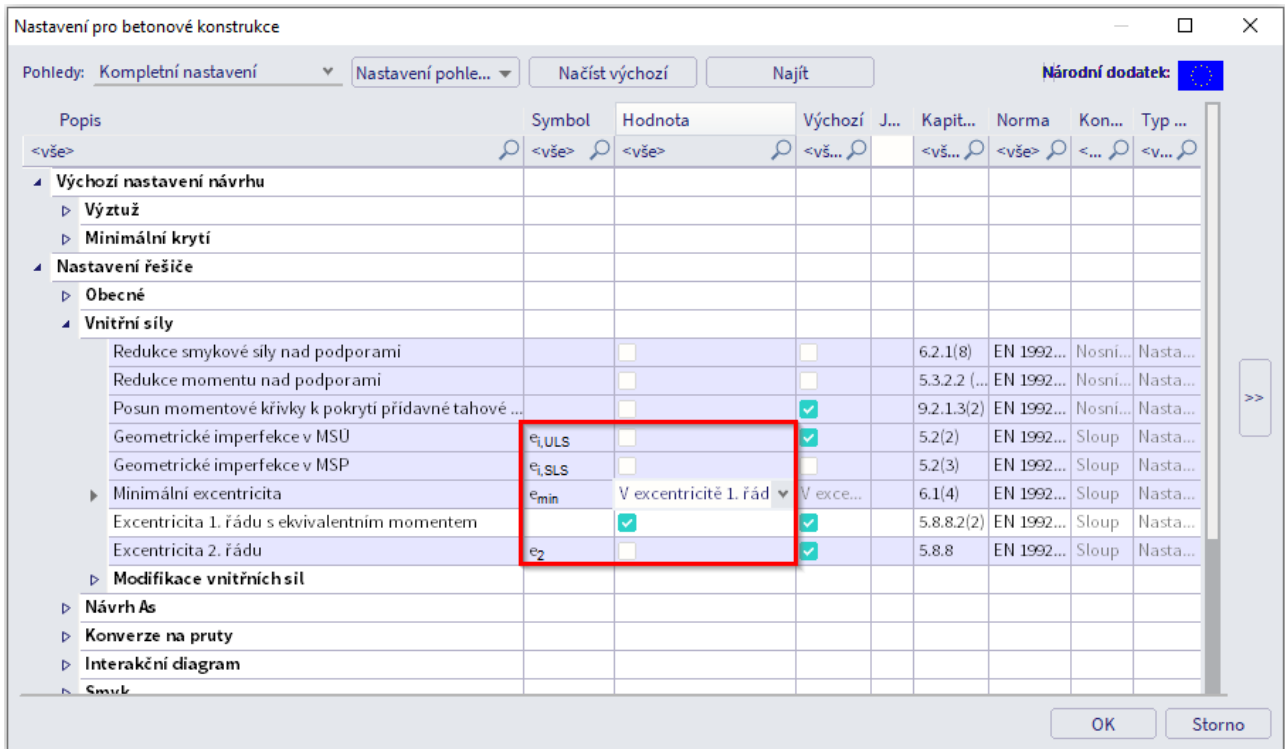 Nastavení pro betonové konstrukce
Pohledy: Kompletní nastavení Nastavení pohle... Načíst výchozí Najít Národní dodatek:
Popis Symbol Hodnota Výchozí J... Kapit... Norma Kon... Typ ...
<vše> <vše> <vše> <vš... <vš... <vše> <... <v...
Výchozí nastavení návrhu
Výztuž
Minimální krytí
Nastavení řešiče
Obecné
Vnitřní síly
Redukce smykové síly nad podporami 6.2.1(8) EN 1992... Nosní... Nasta...
Redukce momentu nad podporami 5.3.2.2 (... EN 1992... Nosní... Nasta...
Posun momentové křivky k pokrytí přídavné tahové ... 9.2.1.3(2) EN 1992... Nosní... Nasta...
Geometrické imperfekce v MSÚ ei,ULS 5.2(2) EN 1992... Sloup Nasta...
Geometrické imperfekce v MSP ei,SLS 5.2(3) EN 1992... Sloup Nasta...
Minimální excentricita emin V excentricitě 1. řád V exce... 6.1(4) EN 1992... Sloup Nasta...
Excentricita 1. řádu s ekvivalentním momentem 5.8.8.2(2) EN 1992... Sloup Nasta...
Excentricita 2. řádu e2 5.8.8 EN 1992... Sloup Nasta...
Modifikace vnitřních sil
Návrh As
Konverze na pruty
Interakční diagram
Smyk
>>
OK Storno